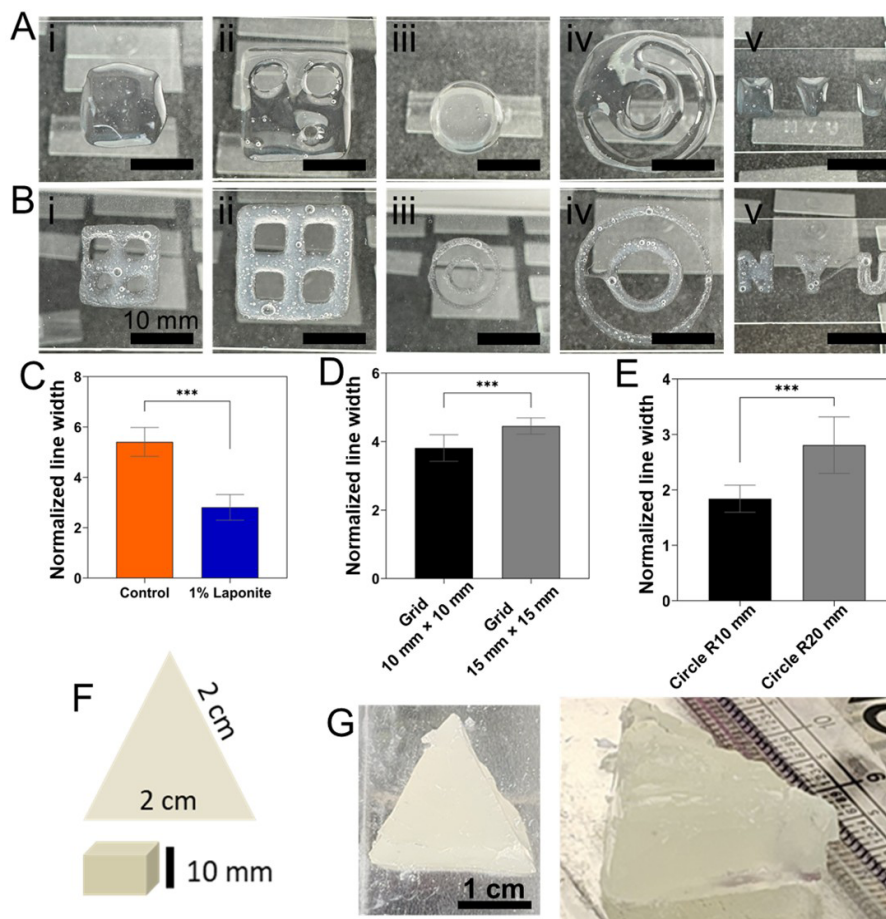 A
i
ii
iii
iv
v
B
i
ii
iii
iv
v
10 mm
C
Normalized line width
8
6
4
2
0
***
Control
1% Laponite
D
Normalized line width
6
4
2
0
***
Grid
10 mm × 10 mm
Grid
15 mm × 15 mm
E
Normalized line width
4
3
2
1
0
***
Circle R10 mm
Circle R20 mm
F
2 cm
2 cm
10 mm
G
1 cm